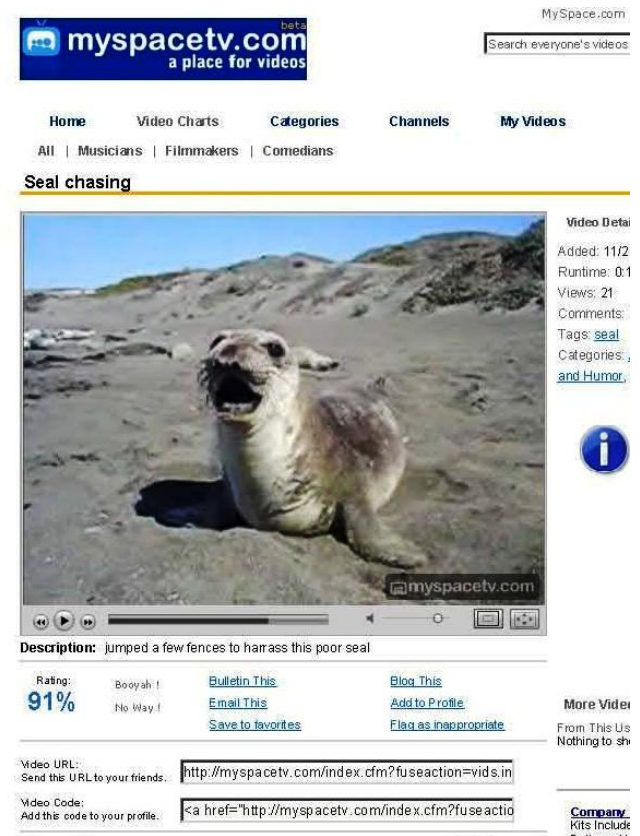 MySpace.com
beta
myspacetv.com
a place for videos
Search everyone's videos
Home Video Charts Categories Channels My Videos
All | Musicians | Filmmakers | Comedians
Seal chasing
Video Detai
Added: 11/2
Runtime: 0:1
Views: 21
Comments:
Tags: seal
Categories:
and Humor,
i
myspacetv.com
Description: jumped a few fences to harrass this poor seal
Rating:
91%
Booyah !
No Way !
Bulletin This
Email This
Save to favorites
Blog This
Add to Profile
Flag as inappropriate
More Vide
From This Us
Nothing to sh
Video URL:
Send this URL to your friends.
http://myspacetv.com/index.cfm?fuseaction=vids.in
Video Code:
Add this code to your profile.
<a href="http://myspacetv.com/index.cfm?fuseactio
Company
Kits Include